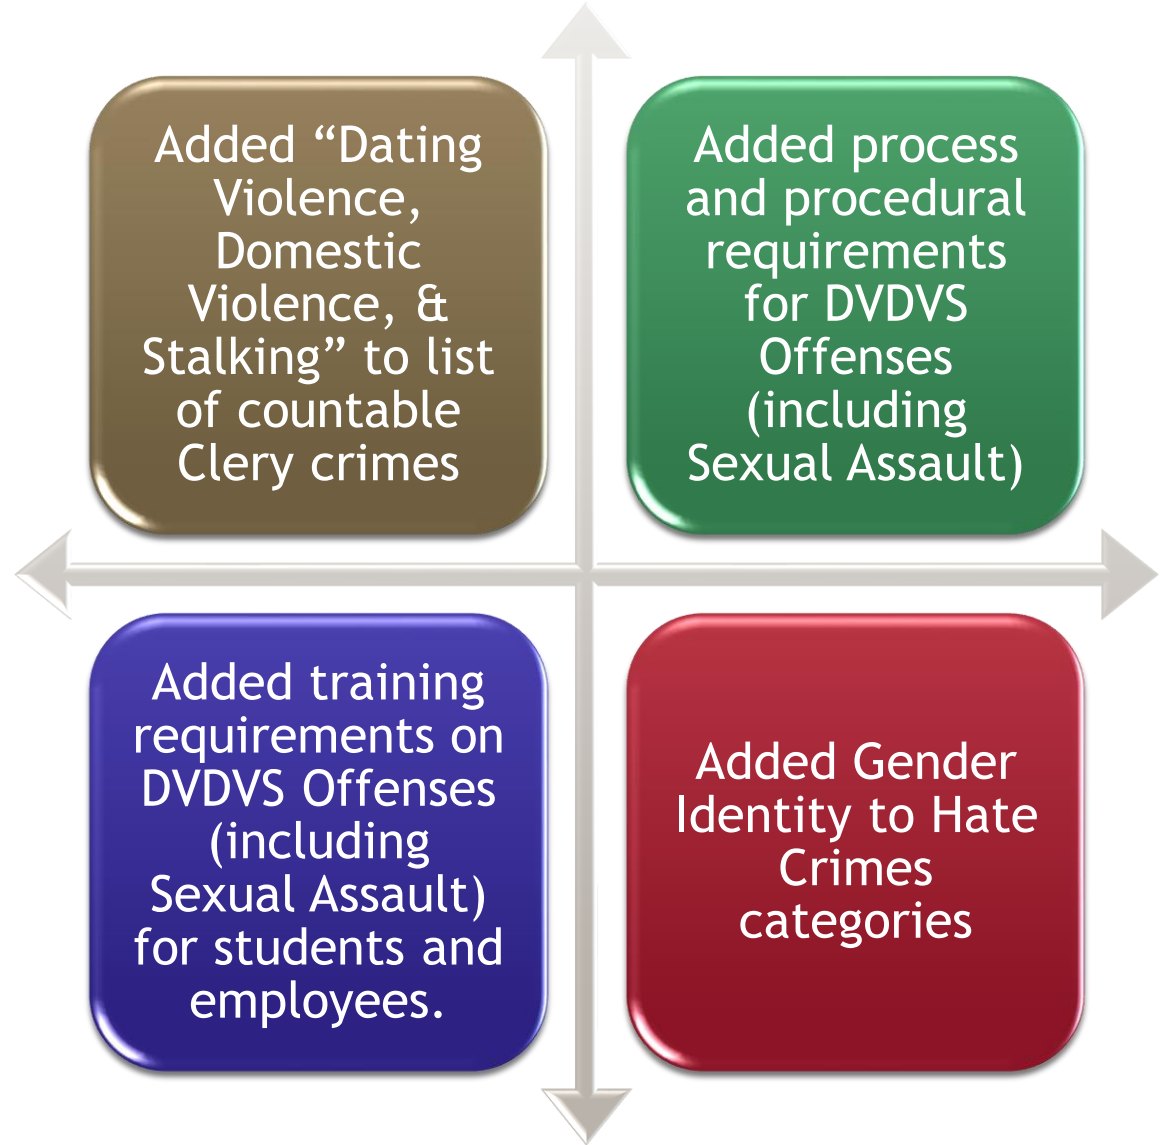 Added “Dating
Violence,
Domestic
Violence, &
Stalking” to list
of countable
Clery crimes
Added process
and procedural
requirements
for DVDVS
Offenses
(including
Sexual Assault)
Added training
requirements on
DVDVS Offenses
(including
Sexual Assault)
for students and
employees.
Added Gender
Identity to Hate
Crimes
categories